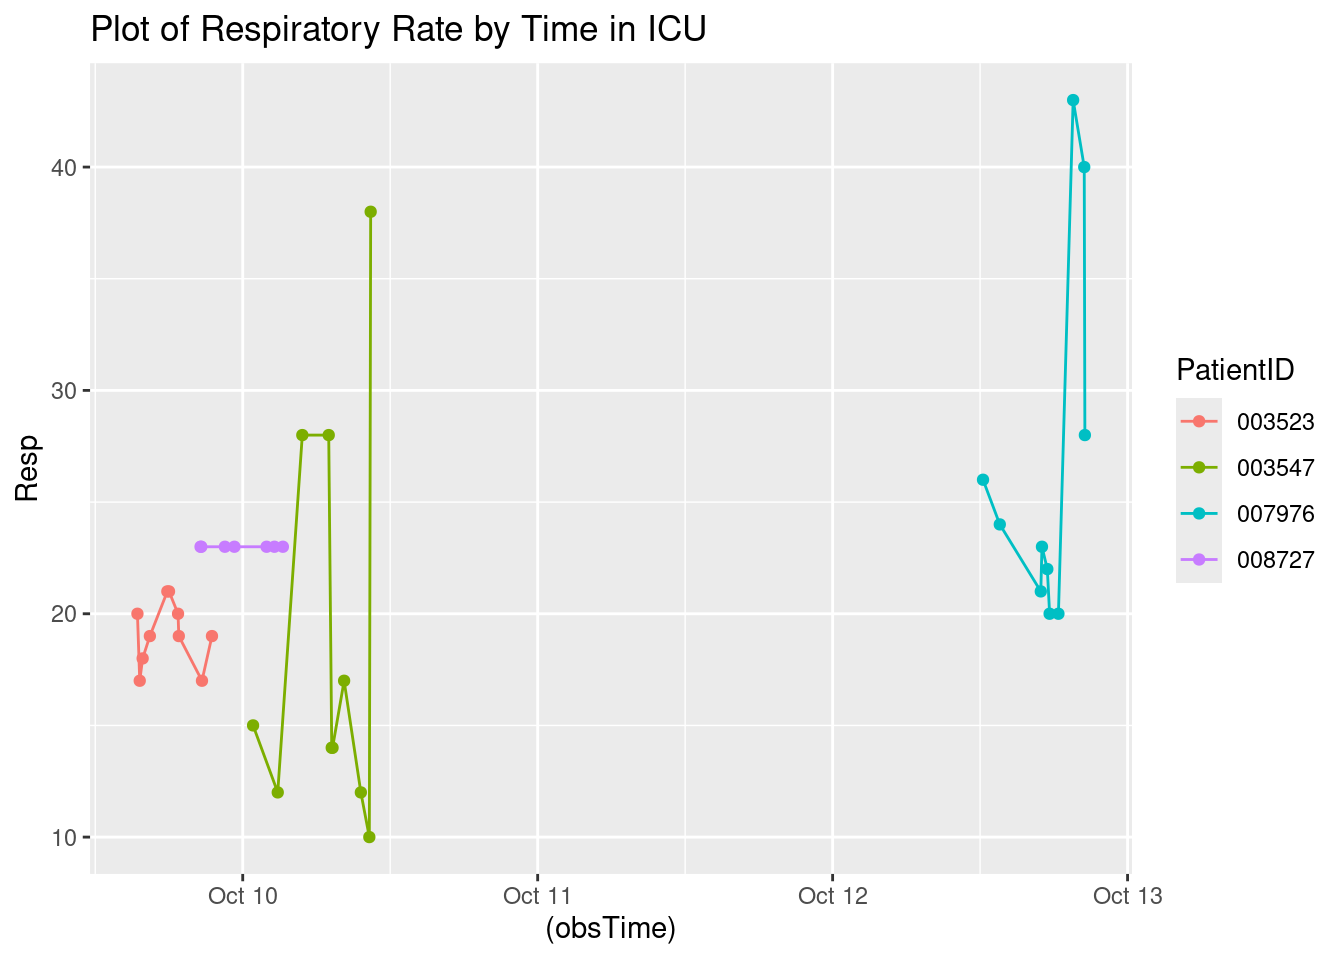 Plot of Respiratory Rate by Time in ICU
40
30
20
10
Resp
Oct 10
Oct 11
Oct 12
Oct 13
(obsTime)
PatientID
003523
003547
007976
008727